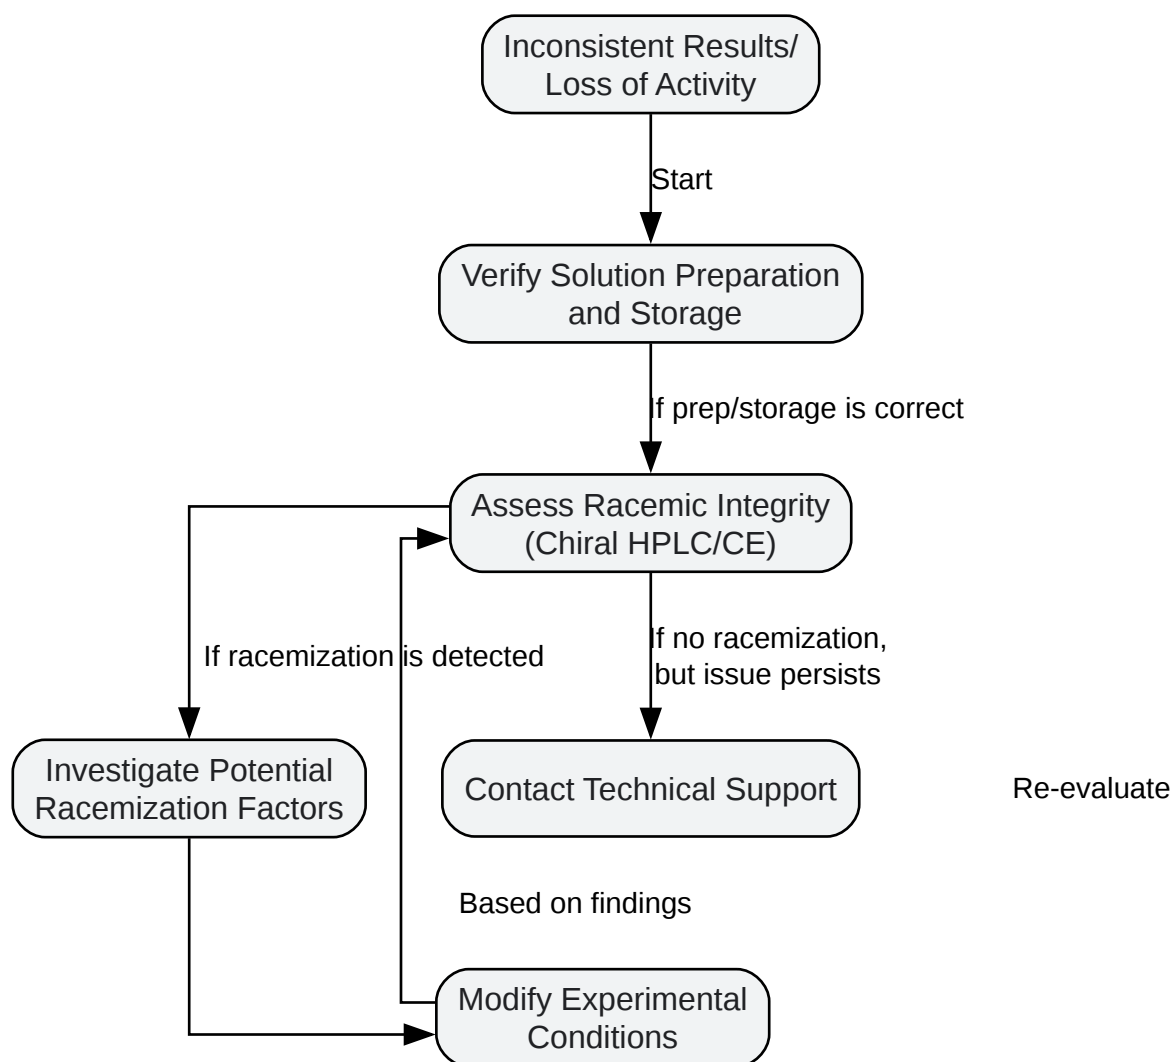 Inconsistent Results/
Loss of Activity
Start
Verify Solution Preparation
and Storage
If prep/storage is correct
Assess Racemic Integrity
(Chiral HPLC/CE)
If racemization is detected
If no racemization,
but issue persists
Investigate Potential
Racemization Factors
Contact Technical Support
Re-evaluate
Based on findings
Modify Experimental
Conditions